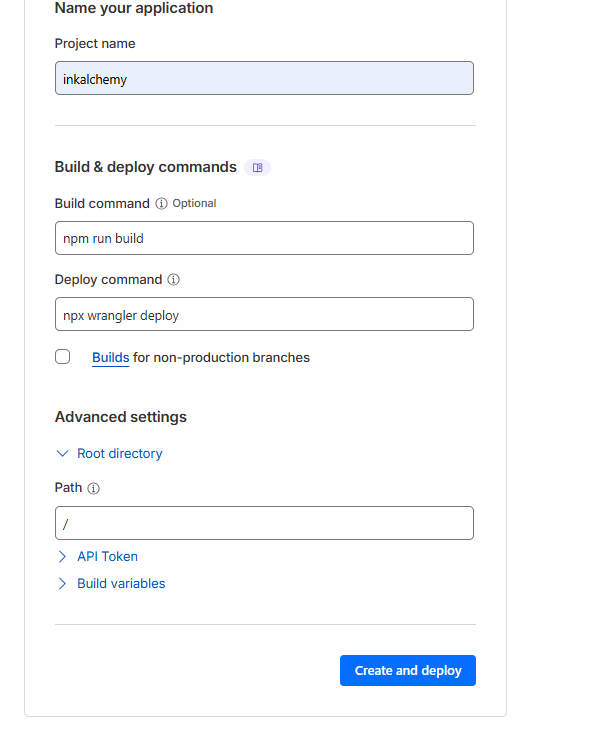 Name your application
Project name
inkalchemy
Build & deploy commands
Build command Optional
npm run build
Deploy command
npx wrangler deploy
Builds for non-production branches
Advanced settings
Root directory
Path
/
API Token
Build variables
Create and deploy